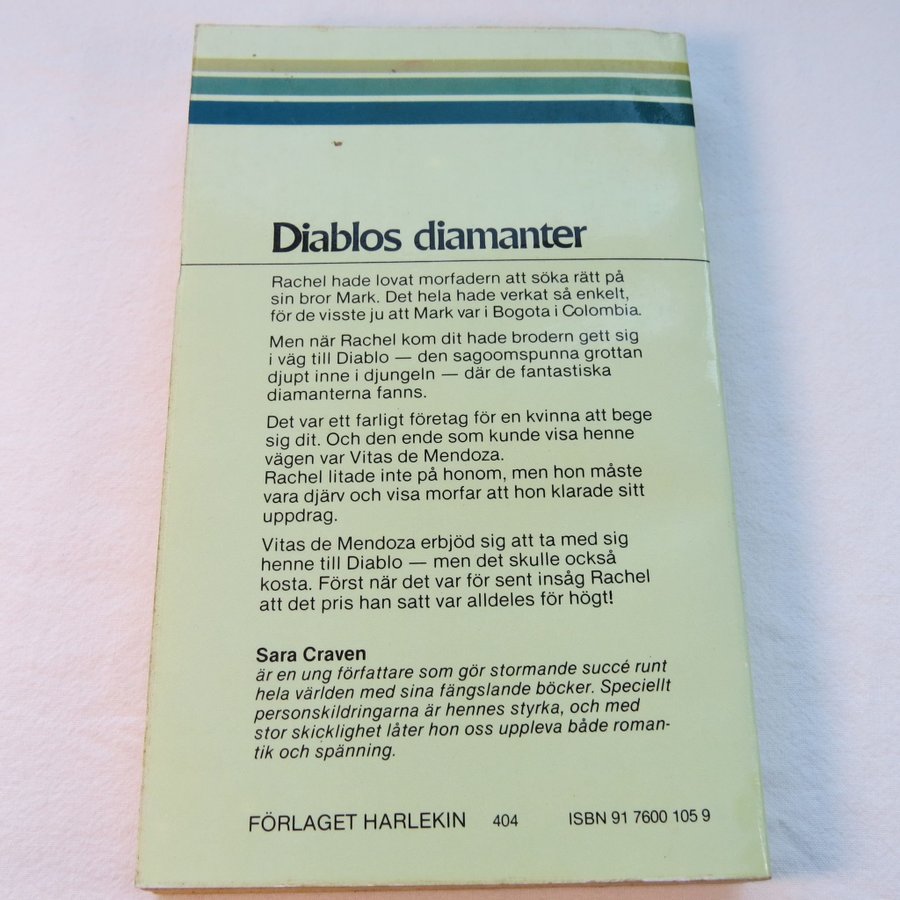 Diablos diamanter
Rachel hade lovat morfadern att söka rätt på
sin bror Mark. Det hela hade verkat så enkelt,
för de visste ju att Mark var i Bogota i Colombia.
Men när Rachel kom dit hade brodern gett sig
i väg till Diablo — den sagoomspunna grottan
djupt inne i djungeln — där de fantastiska
diamanterna fanns.
Det var ett farligt företag för en kvinna att bege
sig dit. Och den ende som kunde visa henne
vägen var Vitas de Mendoza.
Rachel litade inte på honom, men hon måste
vara djärv och visa morfar att hon klarade sitt
uppdrag.
Vitas de Mendoza erbjöd sig att ta med sig
henne till Diablo — men det skulle också
kosta. Först när det var för sent insåg Rachel
att det pris han satt var alldeles för högt!
Sara Craven
är en ung författare som gör stormande succé runt
hela världen med sina fängslande böcker. Speciellt
personskildringarna är hennes styrka, och med
stor skicklighet låter hon oss uppleva både roman-
tik och spänning.
FÖRLAGET HARLEKIN 404 ISBN 91 7600 105 9